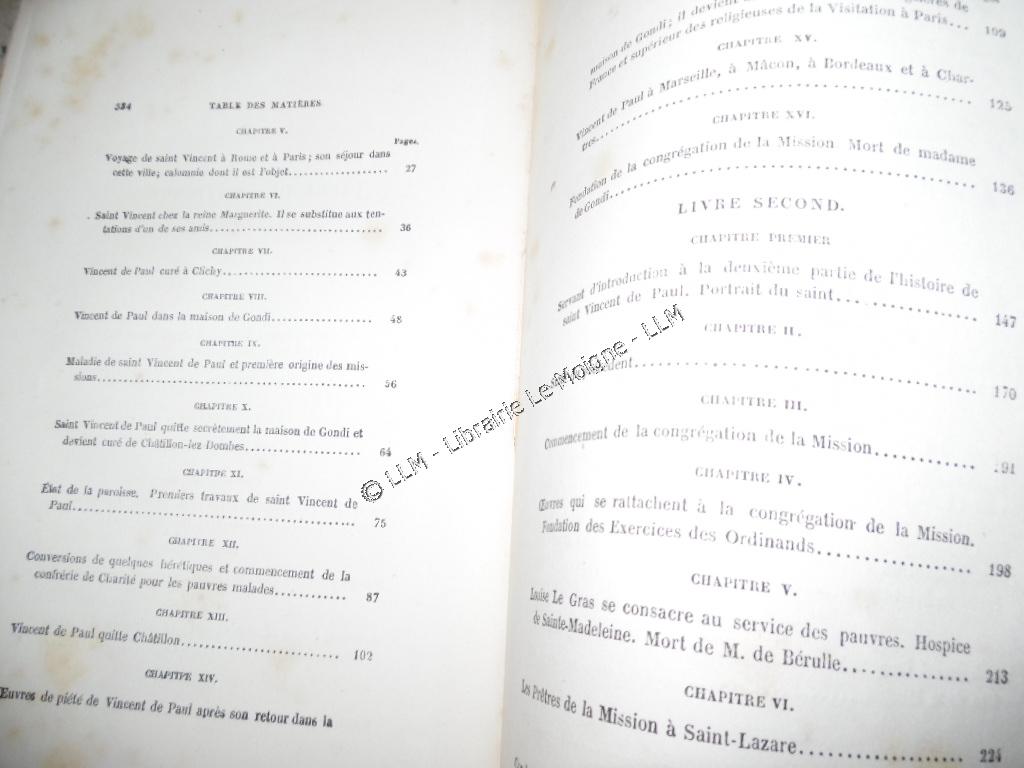 334
TABLE DES MATIÈRES
CHAPITRE V.
Pages.
Voyage de saint Vincent à Rome et à Paris; son séjour dans
cette ville; calomnie dont il est l'objet................... 27
CHAPITRE VI.
Saint Vincent chez la reine Marguerite. Il se substitue aux ten-
tations d'un de ses amis................................. 36
CHAPITRE VII.
Vincent de Paul curé à Clichy.............................. 43
CHAPITRE VIII.
Vincent de Paul dans la maison de Gondi.................... 48
CHAPITRE IX.
Maladie de saint Vincent de Paul et première origine des mis-
sions................................................... 56
CHAPITRE X.
Saint Vincent de Paul quitte secrètement la maison de Gondi et
devient curé de Châtillon-lez Dombes....................... 64
CHAPITRE XI.
État de la paroisse. Premiers travaux de saint Vincent de
Paul.................................................... 75
CHAPITRE XII.
Conversions de quelques hérétiques et commencement de la
confrérie de Charité pour les pauvres malades............. 87
CHAPITRE XIII.
Vincent de Paul quitte Châtillon........................... 102
CHAPITRE XIV.
Œuvres de piété de Vincent de Paul après son retour dans la
maison de Gondi; il devient
France et supérieur des religieuses de la Visitation à Paris... 109
CHAPITRE XV.
Vincent de Paul à Marseille, à Mâcon, à Bordeaux et à Char-
tres.................................................... 125
CHAPITRE XVI.
Fondation de la congrégation de la Mission. Mort de madame
de Gondi................................................ 136
LIVRE SECOND.
CHAPITRE PREMIER
Servant d'introduction à la deuxième partie de l'histoire de
saint Vincent de Paul. Portrait du saint................... 147
CHAPITRE II.
................................ 170
CHAPITRE III.
Commencement de la congrégation de la Mission............. 191
CHAPITRE IV.
Œuvres qui se rattachent à la congrégation de la Mission.
Fondation des Exercices des Ordinands..................... 198
CHAPITRE V.
Louise Le Gras se consacre au service des pauvres. Hospice
de Sainte-Madeleine. Mort de M. de Bérulle................ 213
CHAPITRE VI.
Les Prêtres de la Mission à Saint-Lazare................... 224
© LLM - Librairie Le Moigne - LLM